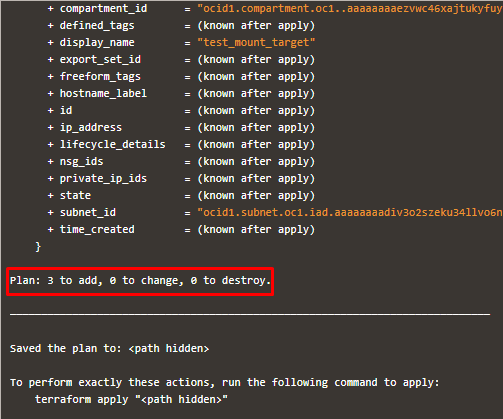 + compartment_id = "ocid1.compartment.oc1..aaaaaaaaezvwc46xajtukyfuy
+ defined_tags = (known after apply)
+ display_name = "test_mount_target"
+ export_set_id = (known after apply)
+ freeform_tags = (known after apply)
+ hostname_label = (known after apply)
+ id = (known after apply)
+ ip_address = (known after apply)
+ lifecycle_details = (known after apply)
+ nsg_ids = (known after apply)
+ private_ip_ids = (known after apply)
+ state = (known after apply)
+ subnet_id = "ocid1.subnet.oc1.iad.aaaaaaaadiv3o2szeku34llvo6n
+ time_created = (known after apply)
}
Plan: 3 to add, 0 to change, 0 to destroy.
Saved the plan to: <path hidden>
To perform exactly these actions, run the following command to apply:
terraform apply "<path hidden>"